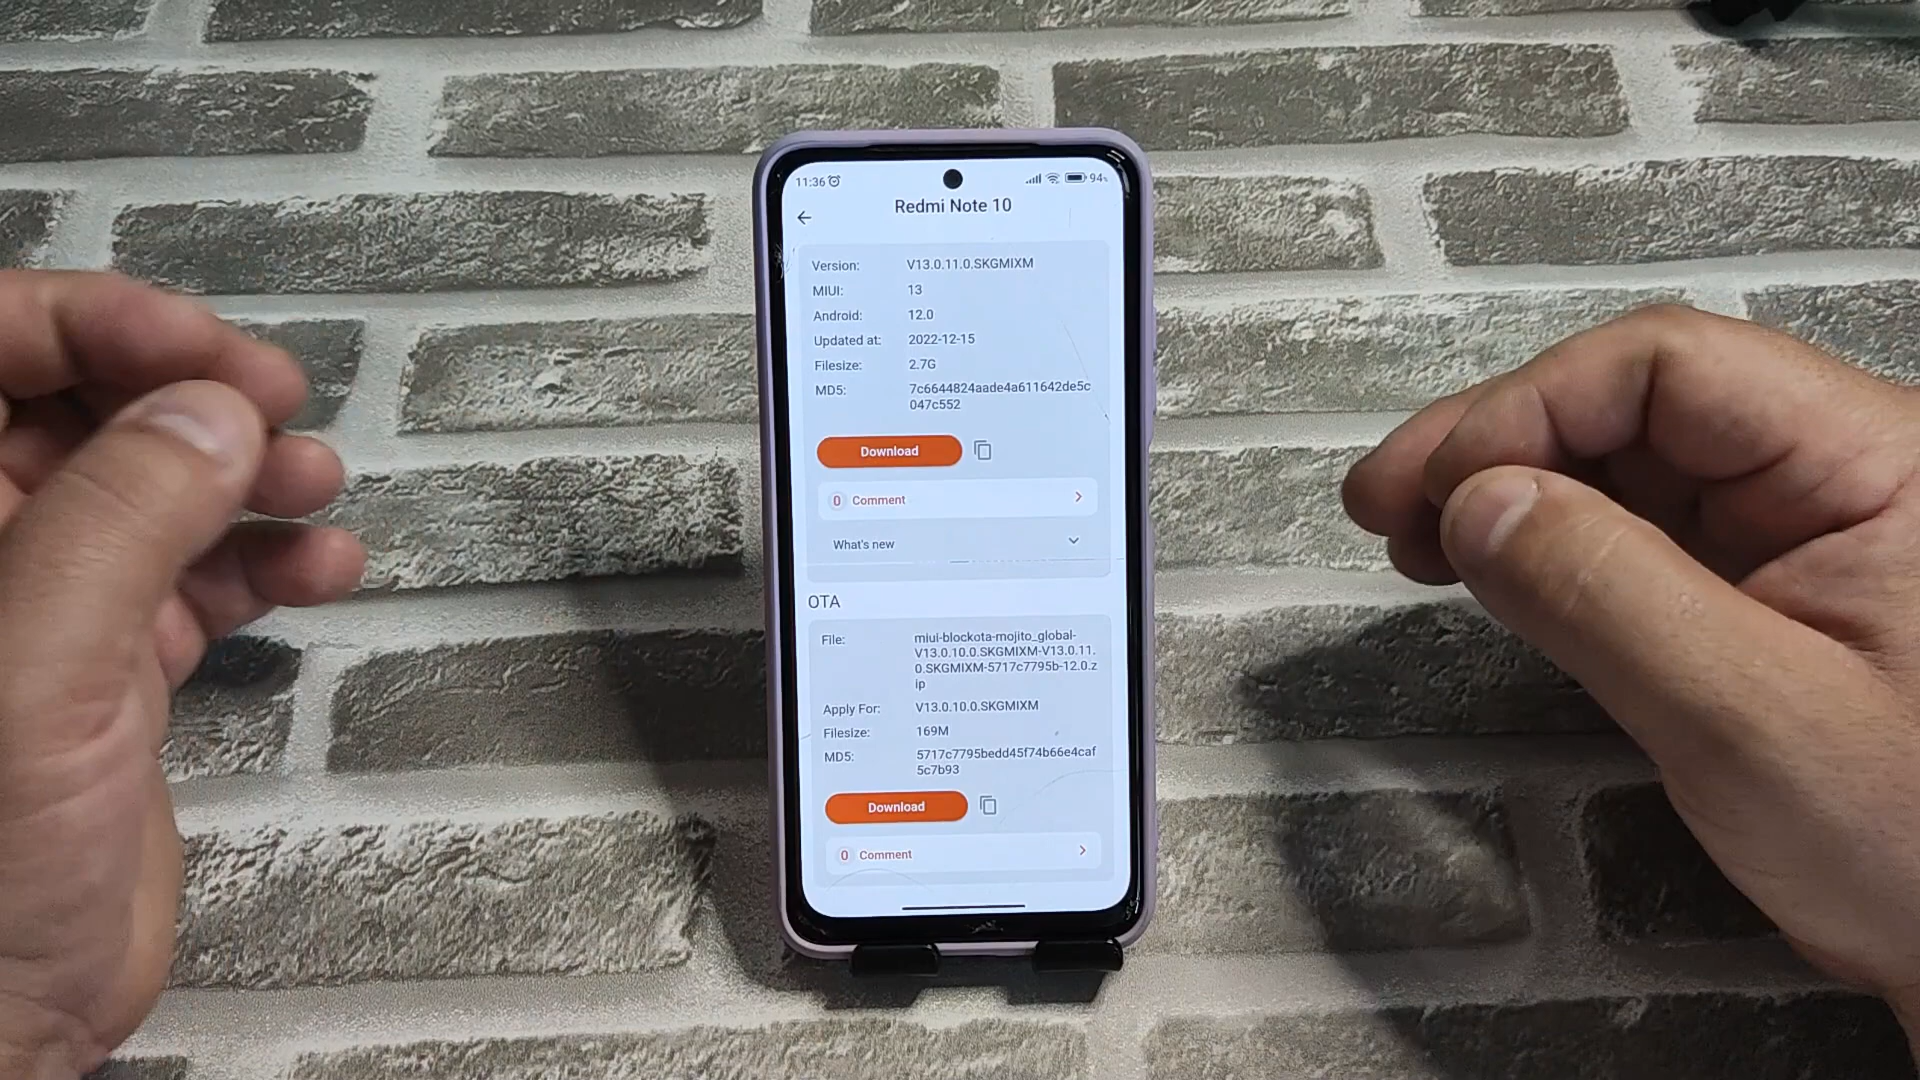 11:36
94%
Redmi Note 10
Version: V13.0.11.0.SKGMIXM
MIUI: 13
Android: 12.0
Updated at: 2022-12-15
Filesize: 2.7G
MD5: 7c6644824aade4a611642de5c
047c552
Download
0 Comment
What's new
OTA
File: miui-blockota-mojito_global-
V13.0.10.0.SKGMIXM-V13.0.11.
0.SKGMIXM-5717c7795b-12.0.z
ip
Apply For: V13.0.10.0.SKGMIXM
Filesize: 169M
MD5: 5717c7795bedd45f74b66e4caf
5c7b93
Download
0 Comment